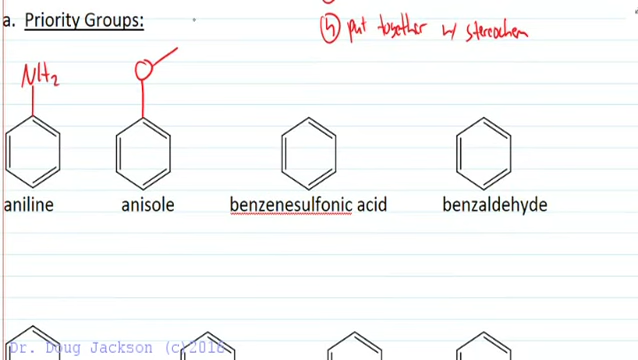 a. Priority Groups:
④ put together w/ stereochem
NH2
O
aniline anisole benzenesulfonic acid benzaldehyde
Dr. Doug Jackson (c)2016